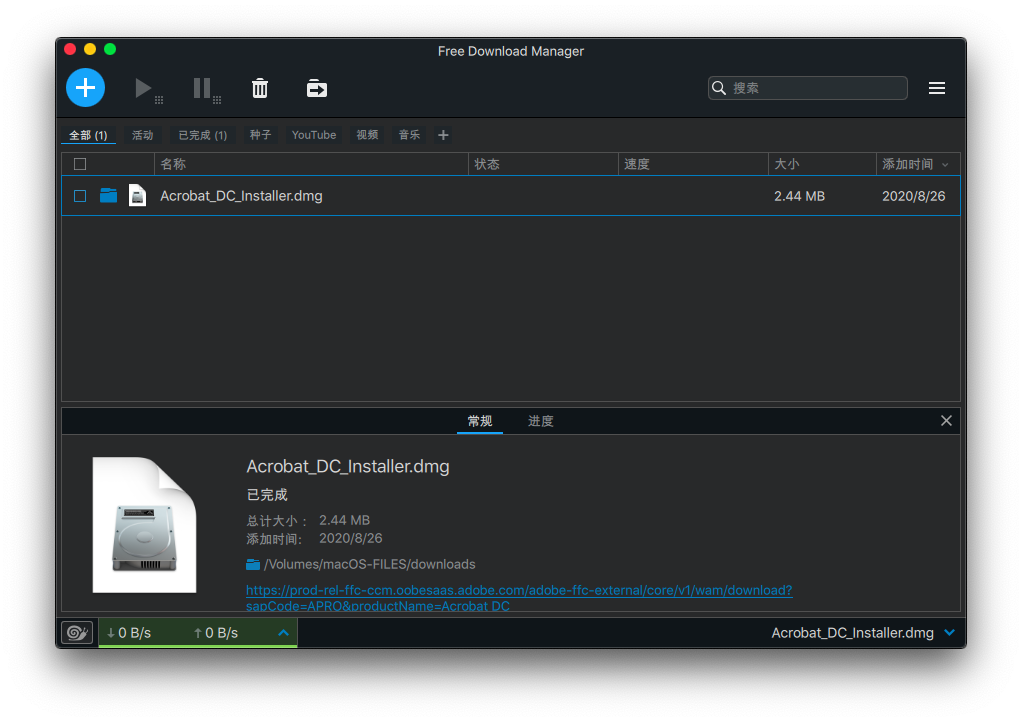 Free Download Manager
搜索
全部 (1) 活动 已完成 (1) 种子 YouTube 视频 音乐
名称 状态 速度 大小 添加时间
Acrobat_DC_Installer.dmg 2.44 MB 2020/8/26
常规 进度
Acrobat_DC_Installer.dmg
已完成
总计大小： 2.44 MB
添加时间: 2020/8/26
/Volumes/macOS-FILES/downloads
https://prod-rel-ffc-ccm.oobesaas.adobe.com/adobe-ffc-external/core/v1/wam/download?
sapCode=APRO&productName=Acrobat DC
↓0 B/s ↑0 B/s Acrobat_DC_Installer.dmg